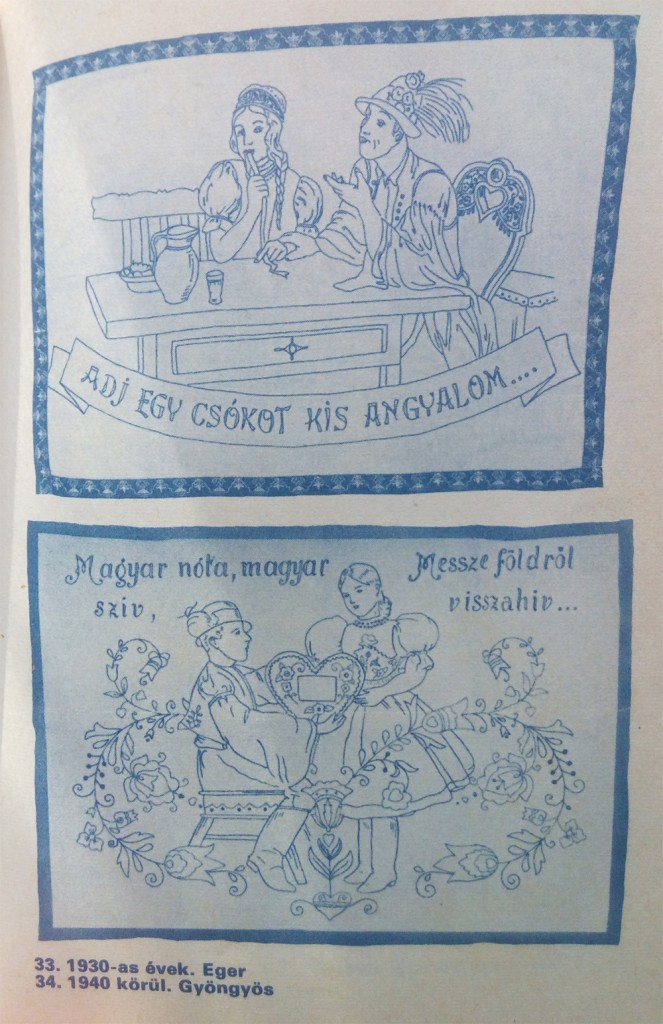 ADJ EGY CSÓKOT KIS ANGYALOM....
Magyar nóta, magyar
sziv,
Messze földről
visszahiv...
33. 1930-as évek. Eger
34. 1940 körül. Gyöngyös